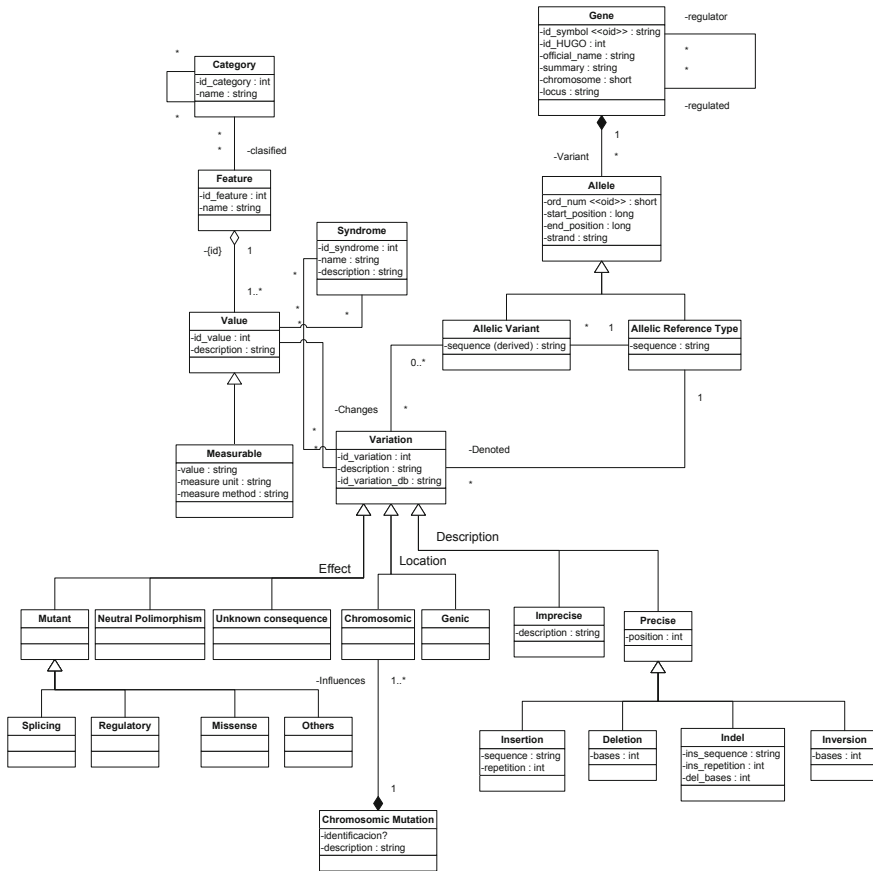 Gene
-id_symbol <<oid>> : string
-id_HUGO : int
-official_name : string
-summary : string
-chromosome : short
-locus : string
-regulator
*
*
-regulated
Category
-id_category : int
-name : string
*
*
*
*
-clasified
1
-Variant
*
Feature
-id_feature : int
-name : string
Allele
-ord_num <<oid>> : short
-start_position : long
-end_position : long
-strand : string
-{id}
1
1..*
Syndrome
-id_syndrome : int
-name : string
-description : string
*
*
*
*
Value
-id_value : int
-description : string
Allelic Variant
-sequence (derived) : string
*
1
Allelic Reference Type
-sequence : string
0..*
1
-Changes
*
*
*
Measurable
-value : string
-measure unit : string
-measure method : string
Variation
-id_variation : int
-description : string
-id_variation_db : string
-Denoted
*
Effect
Location
Description
Mutant
Neutral Polimorphism
Unknown consequence
Chromosomic
Genic
Imprecise
-description : string
Precise
-position : int
-Influences
1..*
Splicing
Regulatory
Missense
Others
Insertion
-sequence : string
-repetition : int
Deletion
-bases : int
Indel
-ins_sequence : string
-ins_repetition : int
-del_bases : int
Inversion
-bases : int
1
Chromosomic Mutation
-identificacion?
-description : string